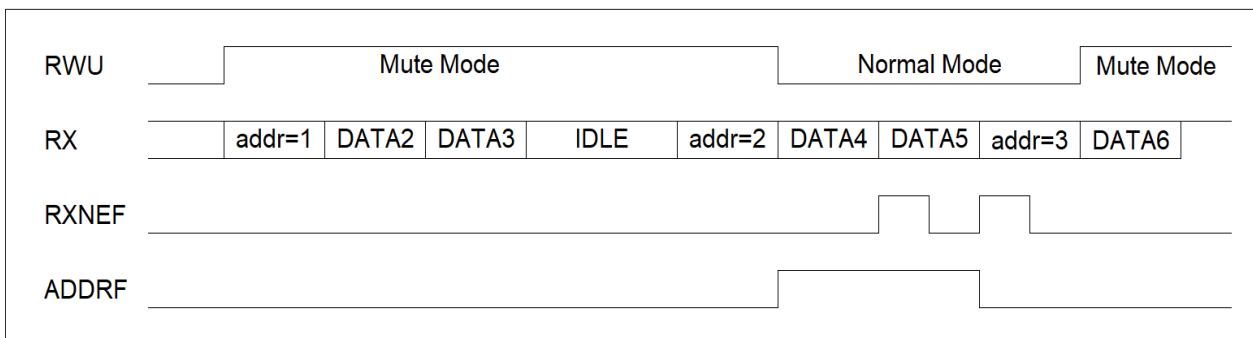 RWU Mute Mode Normal Mode Mute Mode
RX addr=1 DATA2 DATA3 IDLE addr=2 DATA4 DATA5 addr=3 DATA6
RXNEF
ADDRF